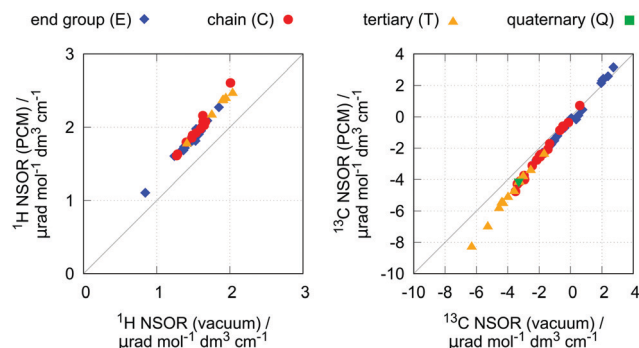 end group (E) chain (C) tertiary (T) quaternary (Q)
¹H NSOR (PCM) /
µrad mol⁻¹ dm³ cm⁻¹
3
2
1
0
0 1 2 3
¹H NSOR (vacuum) /
µrad mol⁻¹ dm³ cm⁻¹
¹³C NSOR (PCM) /
µrad mol⁻¹ dm³ cm⁻¹
4
2
0
-2
-4
-6
-8
-10
-10 -8 -6 -4 -2 0 2 4
¹³C NSOR (vacuum) /
µrad mol⁻¹ dm³ cm⁻¹